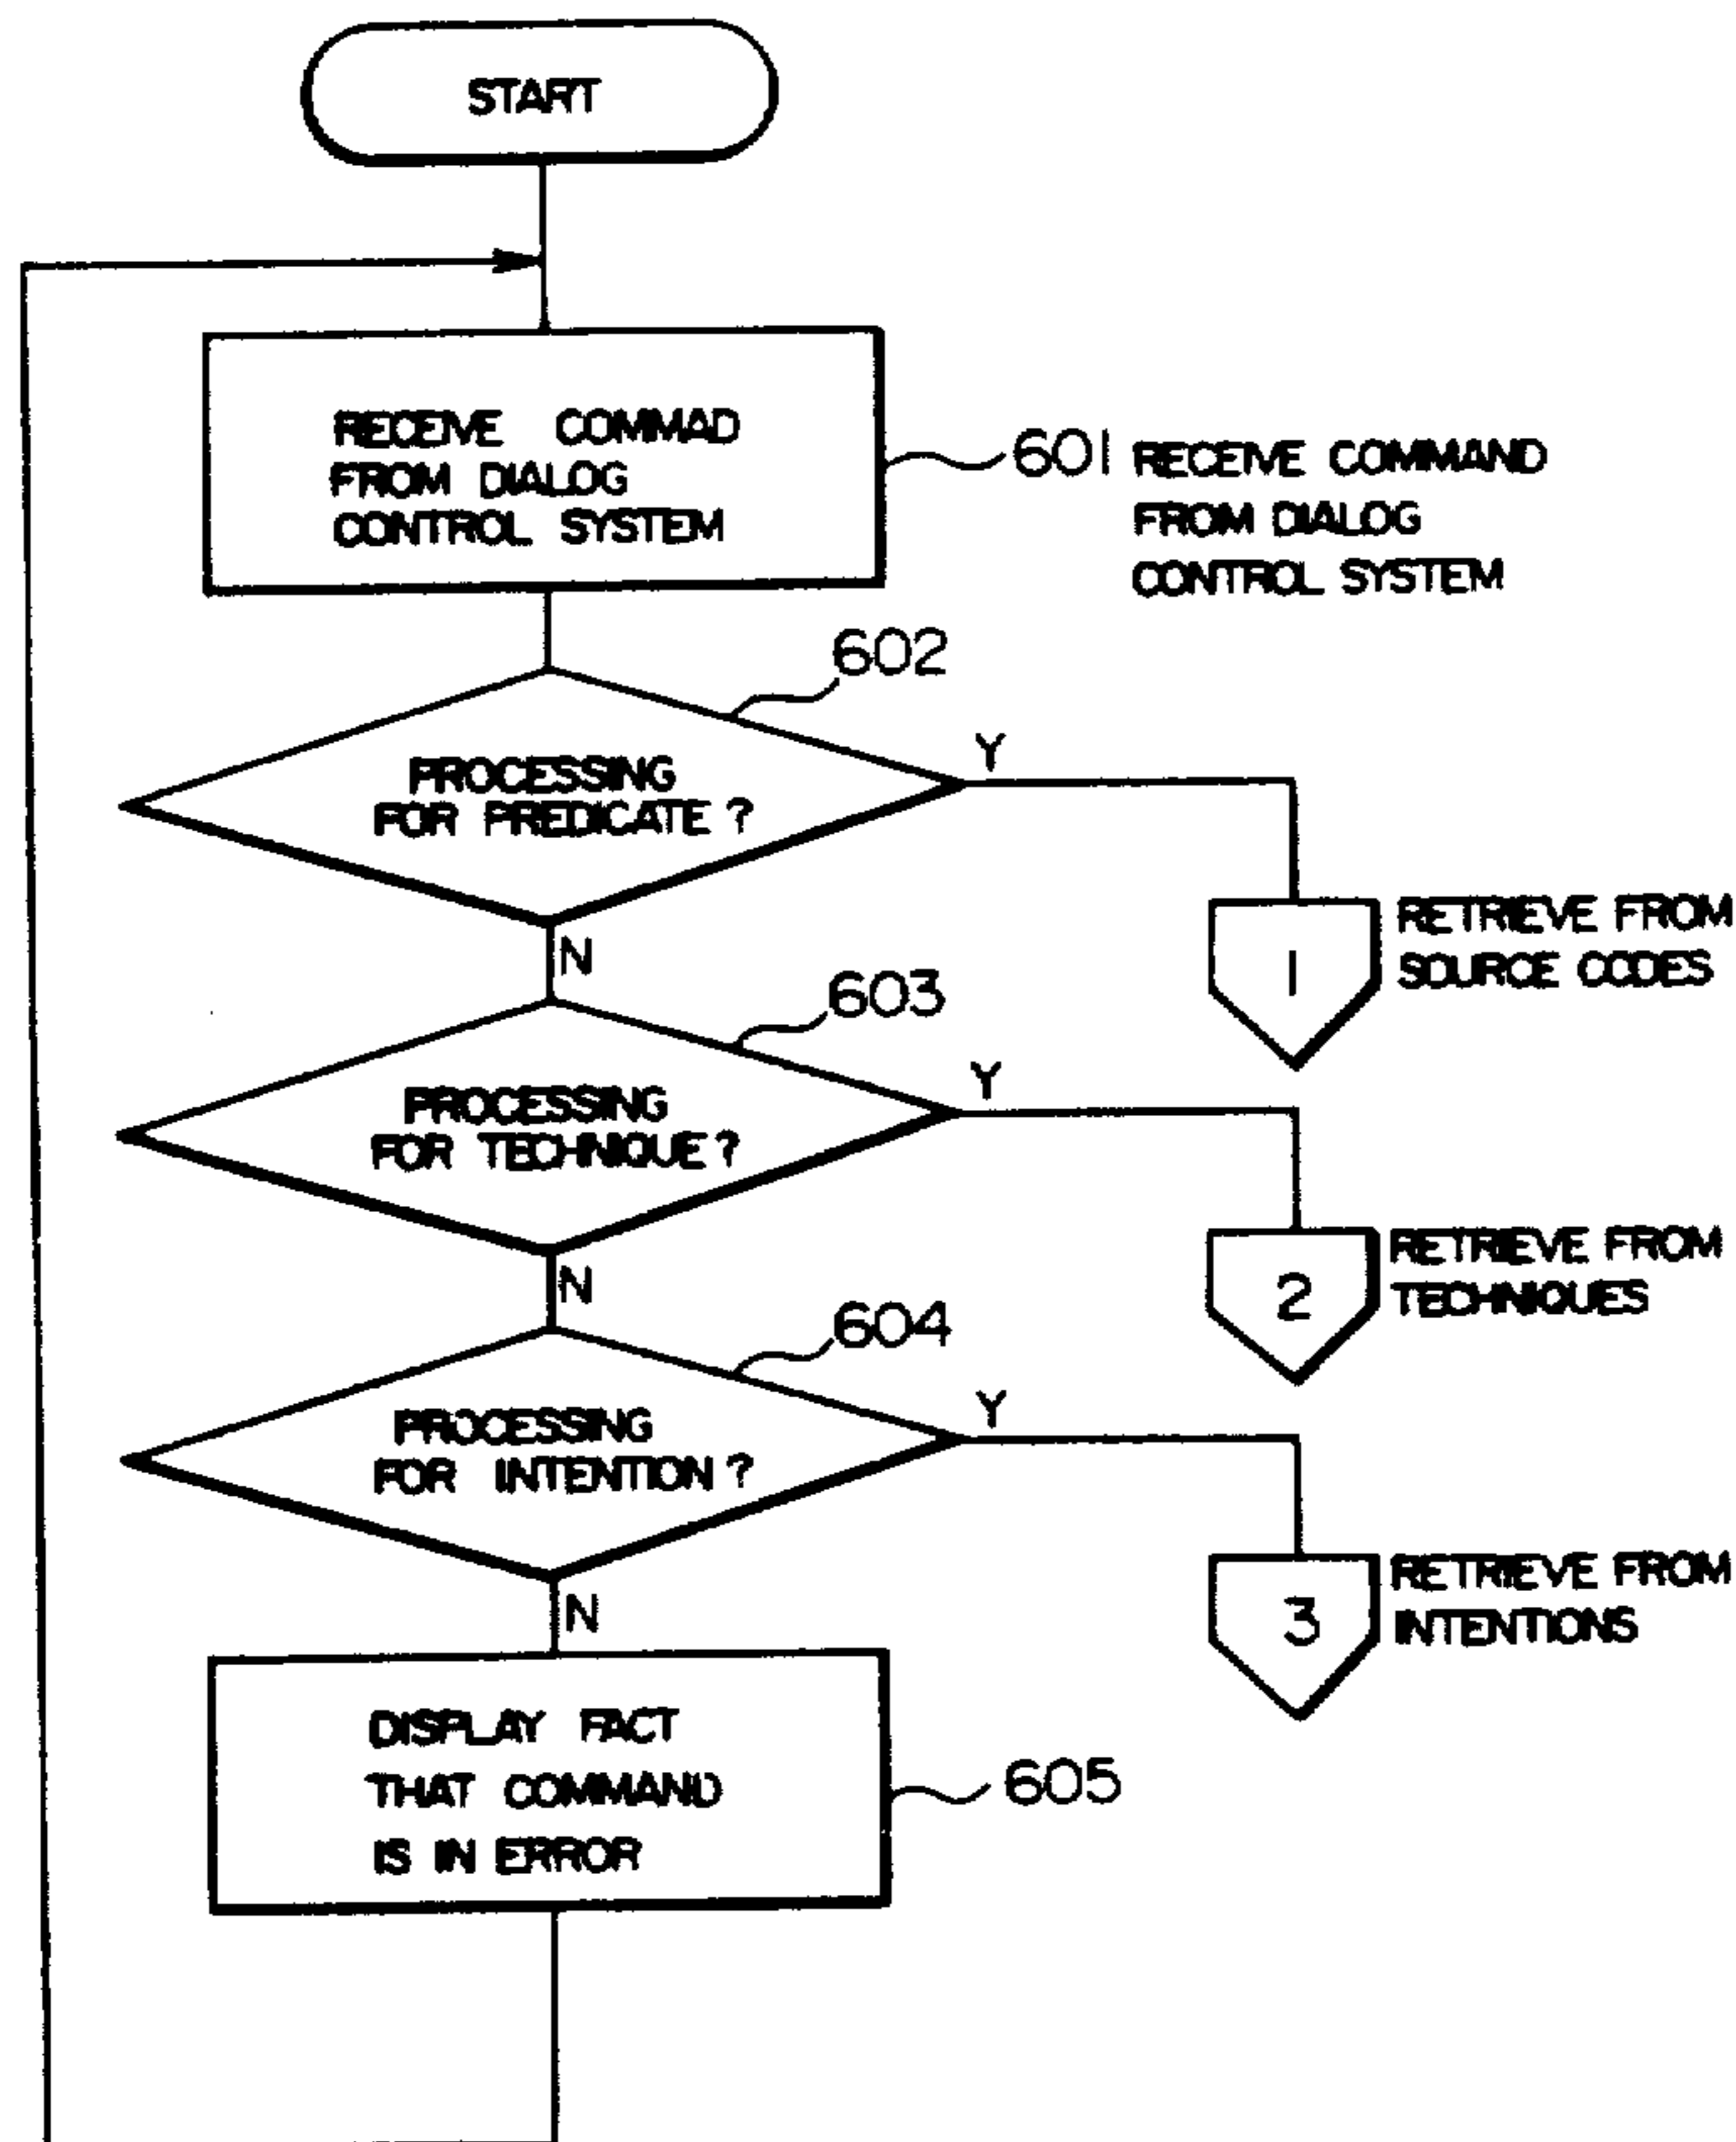 START
RECEIVE COMMAD
FROM DIALOG
CONTROL SYSTEM
601 RECEIVE COMMAND
FROM DIALOG
CONTROL SYSTEM
602
PROCESSING
FOR PREDICATE ?
Y
N
1
RETRIEVE FROM
SOURCE CODES
603
PROCESSING
FOR TECHNIQUE ?
Y
N
2
RETRIEVE FROM
TECHNIQUES
604
PROCESSING
FOR INTENTION ?
Y
N
3
RETRIEVE FROM
INTENTIONS
DISPLAY FACT
THAT COMMAND
IS IN ERROR
605